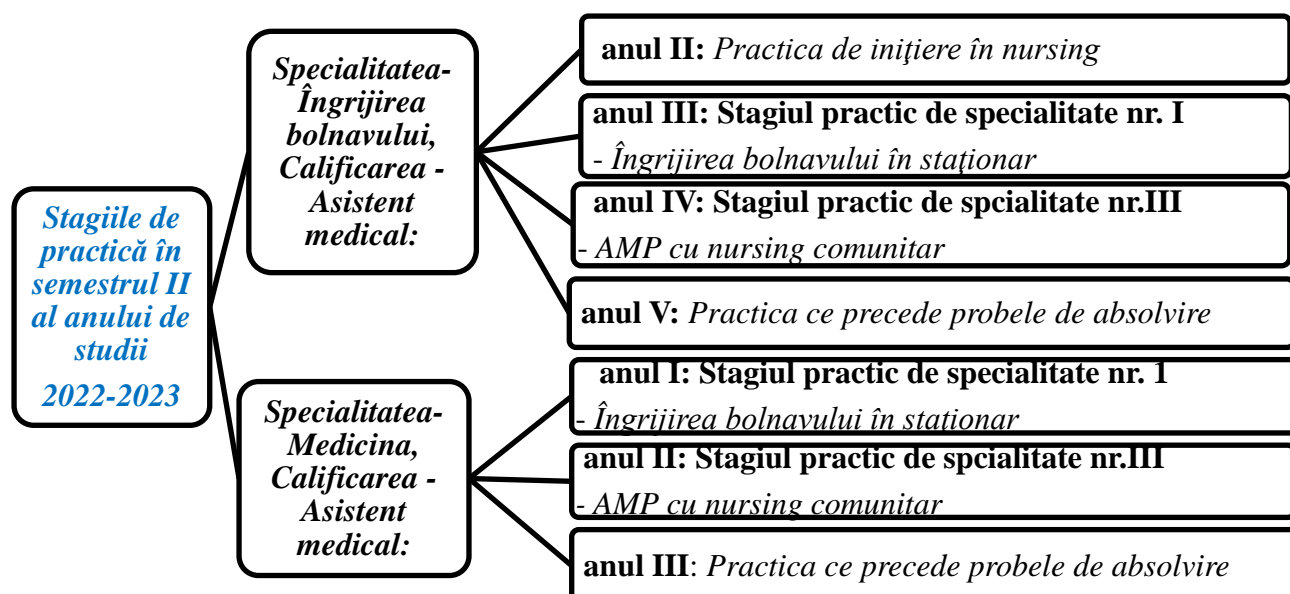 Stagiile de
practică în
semestrul II
al anului de
studii
2022-2023
Specialitatea-
Îngrijirea
bolnavului,
Calificarea -
Asistent
medical:
anul II: Practica de iniţiere în nursing
anul III: Stagiul practic de specialitate nr. I
- Îngrijirea bolnavului în staţionar
anul IV: Stagiul practic de spcialitate nr.III
- AMP cu nursing comunitar
anul V: Practica ce precede probele de absolvire
Specialitatea-
Medicina,
Calificarea -
Asistent
medical:
anul I: Stagiul practic de specialitate nr. 1
- Îngrijirea bolnavului în staţionar
anul II: Stagiul practic de spcialitate nr.III
- AMP cu nursing comunitar
anul III: Practica ce precede probele de absolvire